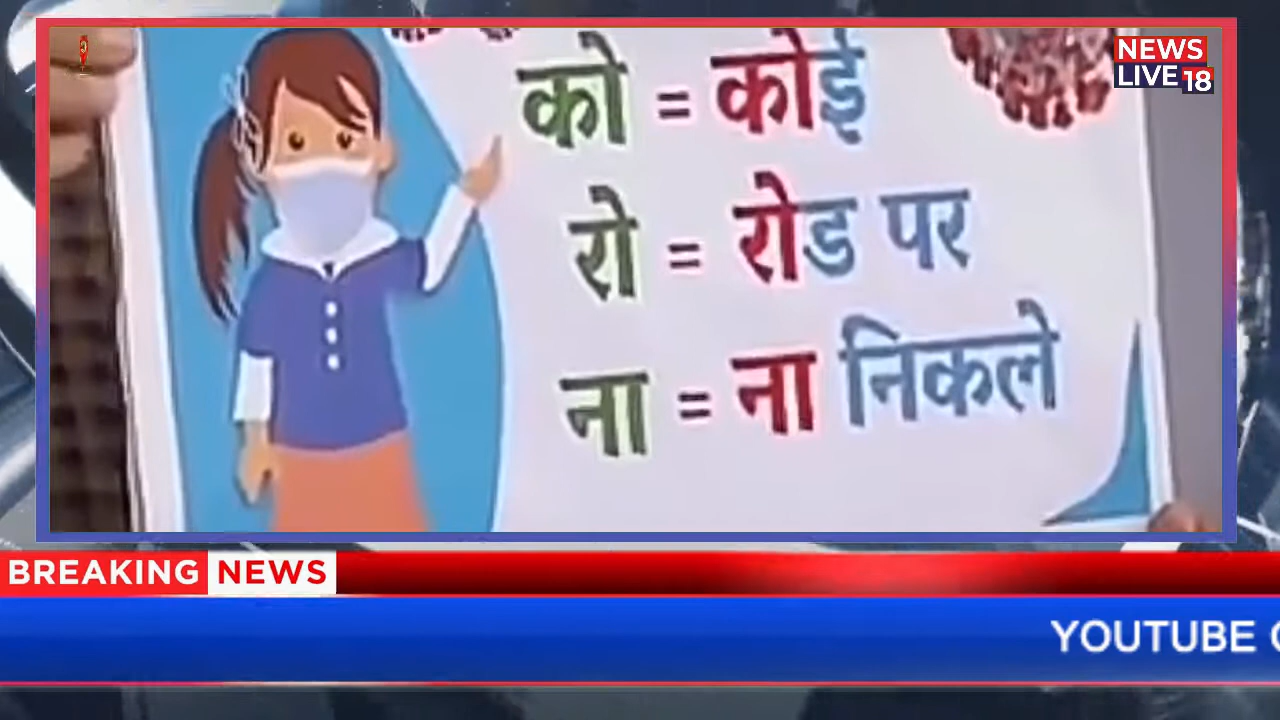 को = कोई
रो = रोड पर
ना = ना निकले
NEWS
LIVE 18
BREAKING NEWS
YOUTUBE